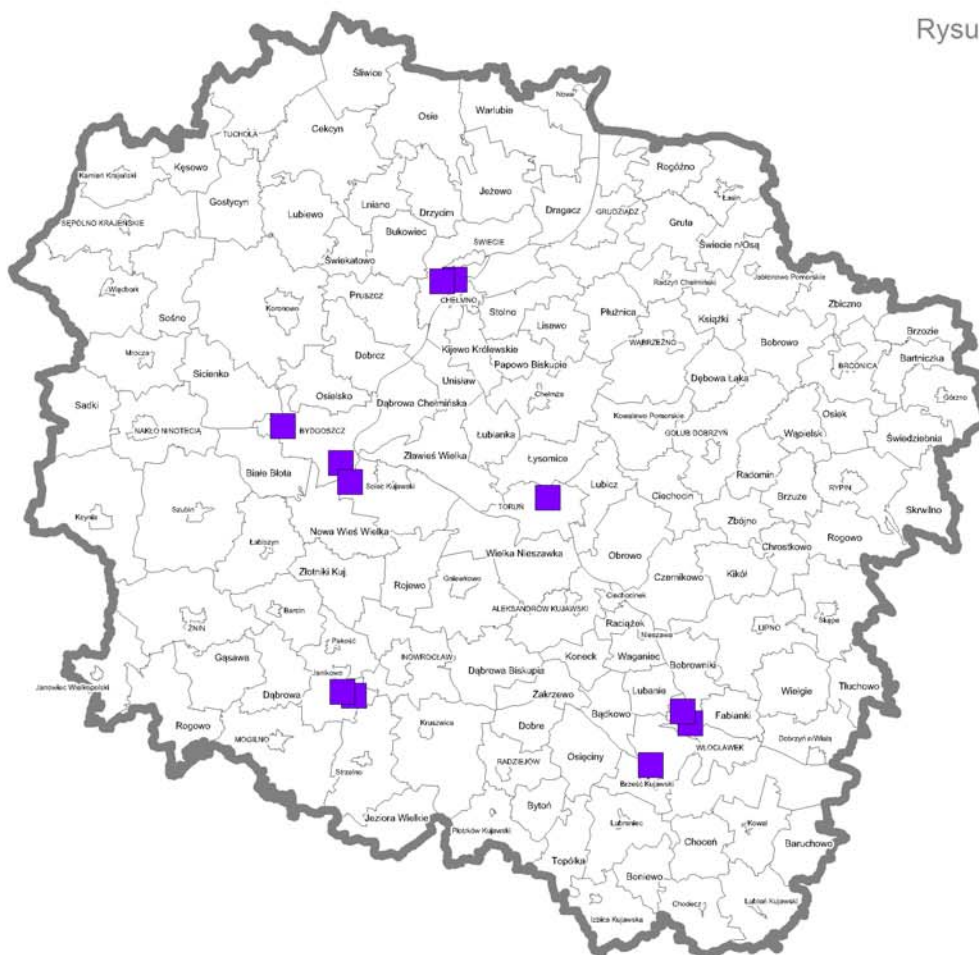 Rysu
Śliwice
Nowe
Osie
Warlubie
Cekcyn
TUCHOLA
Rogóźno
Kęsowo
Kamień Krajeński
Jeżowo
Łasin
Gostycyn
Lniano
Drzycim
Dragacz
GRUDZIĄDZ
Lubiewo
SĘPÓLNO KRAJEŃSKIE
Gruta
Bukowiec
ŚWIECIE
Świecie n/Osą
Świekatowo
Jabłonowo Pomorskie
Radzyń Chełmiński
Więcbork
Pruszcz
CHEŁMNO
Zbiczno
Koronowo
Stolno
Płużnica
Książki
Sośno
Lisewo
Brzozie
WĄBRZEŹNO
Bobrowo
Kijewo Królewskie
Mrocza
Dobrcz
Bartniczka
BRODNICA
Papowo Biskupie
Sicienko
Unisław
Dębowa Łąka
Osielsko
Chełmża
Górzno
Sadki
Dąbrowa Chełmińska
Kowalewo Pomorskie
Osiek
NAKŁO N/NOTECIĄ
BYDGOSZCZ
Łubianka
Wąpielsk
Świedziebnia
GOLUB DOBRZYŃ
Zławieś Wielka
Łysomice
Białe Błota
Radomin
Lubicz
Solec Kujawski
RYPIN
Ciechocin
Brzuze
Szubin
TORUŃ
Skrwilno
Kcynia
Zbójno
Nowa Wieś Wielka
Łabiszyn
Rogowo
Chrostkowo
Wielka Nieszawka
Obrowo
Złotniki Kuj.
Kikół
Czernikowo
Rojewo
Gniewkowo
Ciechocinek
ALEKSANDRÓW KUJAWSKI
Barcin
Skępe
Raciążek
LIPNO
ŻNIN
Nieszawa
Pakość
Gąsawa
INOWROCŁAW
Koneck
Waganiec
Bobrowniki
Dąbrowa Biskupia
Janikowo
Janowiec Wielkopolski
Dąbrowa
Zakrzewo
Lubanie
Wielgie
Tłuchowo
Bądkowo
Fabianki
Rogowo
Kruszwica
Dobre
MOGILNO
Dobrzyń n/Wisłą
WŁOCŁAWEK
Osięciny
RADZIEJÓW
Strzelno
Brześć Kujawski
Bytoń
Jeziora Wielkie
Piotrków Kujawski
Lubraniec
Kowal
Choceń
Baruchowo
Topólka
Boniewo
Chodecz
Lubień Kujawski
Izbica Kujawska